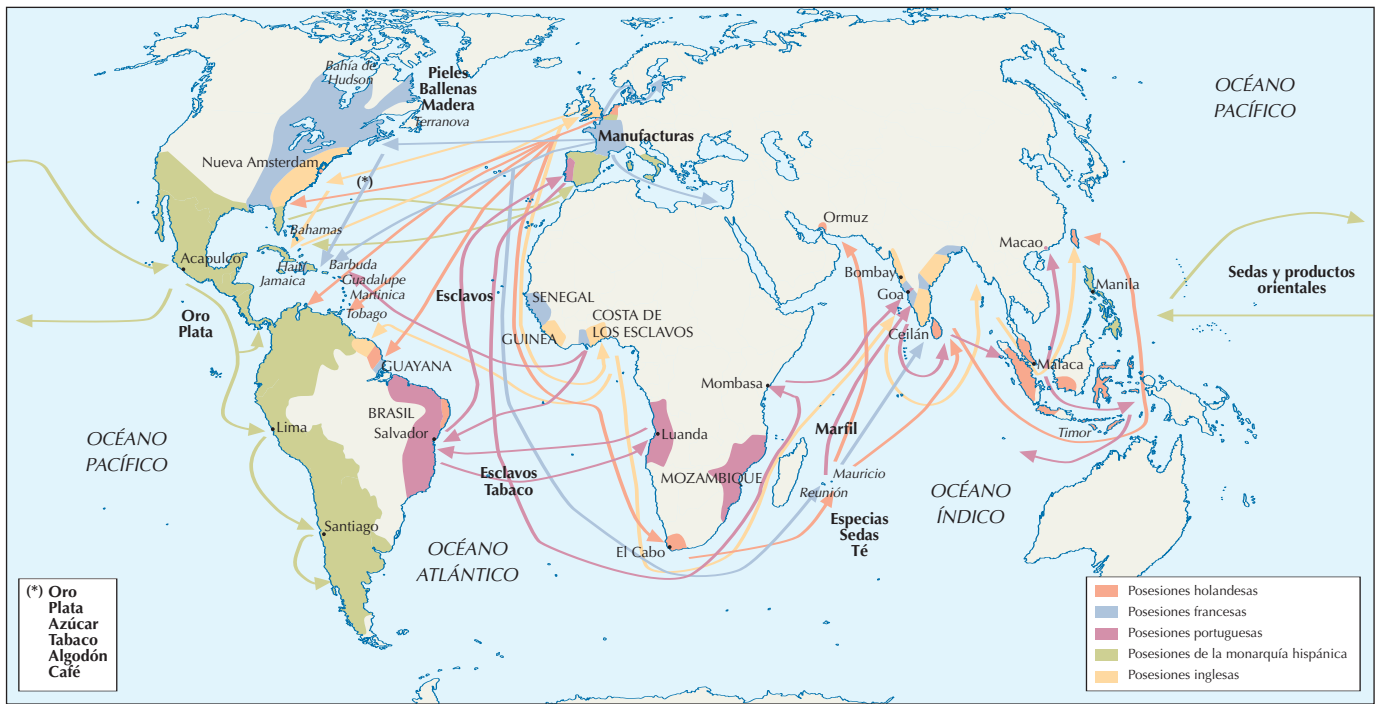 Bahía de
Hudson
Pieles
Ballenas
Madera
Terranova
OCÉANO
PACÍFICO
Manufacturas
Nueva Amsterdam
(*)
Bahamas
Acapulco
Haití
Jamaica
Barbuda
Guadalupe
Martinica
Tobago
Oro
Plata
Esclavos
SENEGAL
GUINEA
COSTA DE
LOS ESCLAVOS
Ormuz
Macao
Bombay
Goa
Manila
Sedas y productos
orientales
Ceilán
Malaca
GUAYANA
Mombasa
BRASIL
Salvador
Lima
OCÉANO
PACÍFICO
Luanda
Marfil
Timor
Esclavos
Tabaco
MOZAMBIQUE
Mauricio
Reunión
OCÉANO
ÍNDICO
Santiago
Especias
Sedas
Té
El Cabo
OCÉANO
ATLÁNTICO
(*) Oro
Plata
Azúcar
Tabaco
Algodón
Café
Posesiones holandesas
Posesiones francesas
Posesiones portuguesas
Posesiones de la monarquía hispánica
Posesiones inglesas